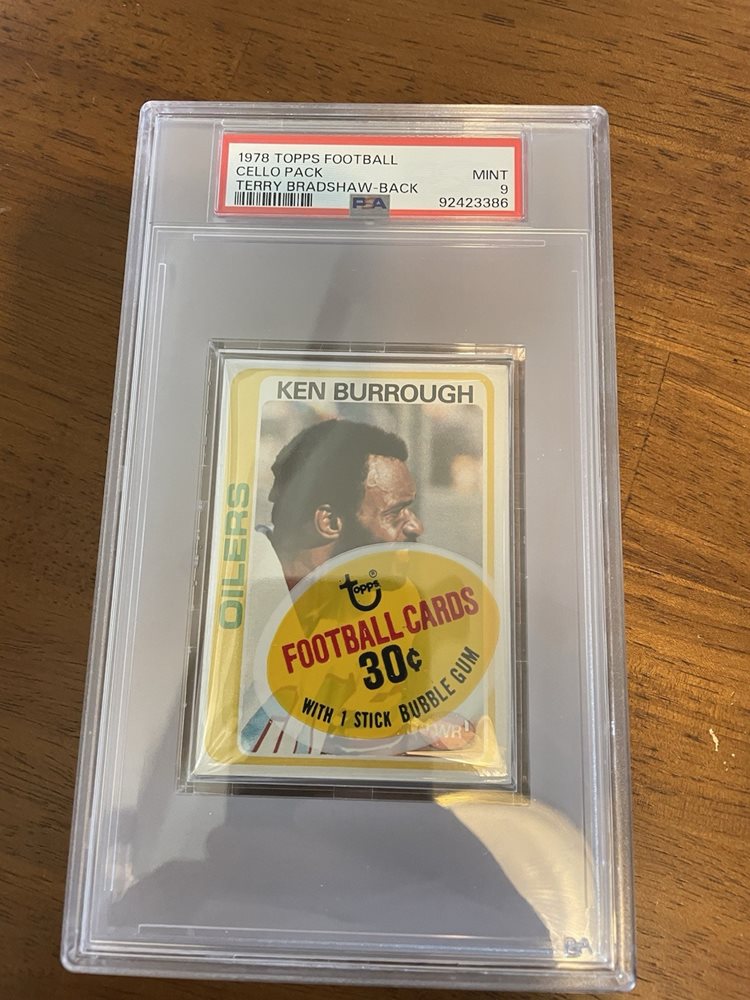 1978 TOPPS FOOTBALL
CELLO PACK MINT
TERRY BRADSHAW-BACK 9
PSA 92423386
KEN BURROUGH
OILERS
topps®
FOOTBALL CARDS
30¢
WITH 1 STICK BUBBLE GUM
WR